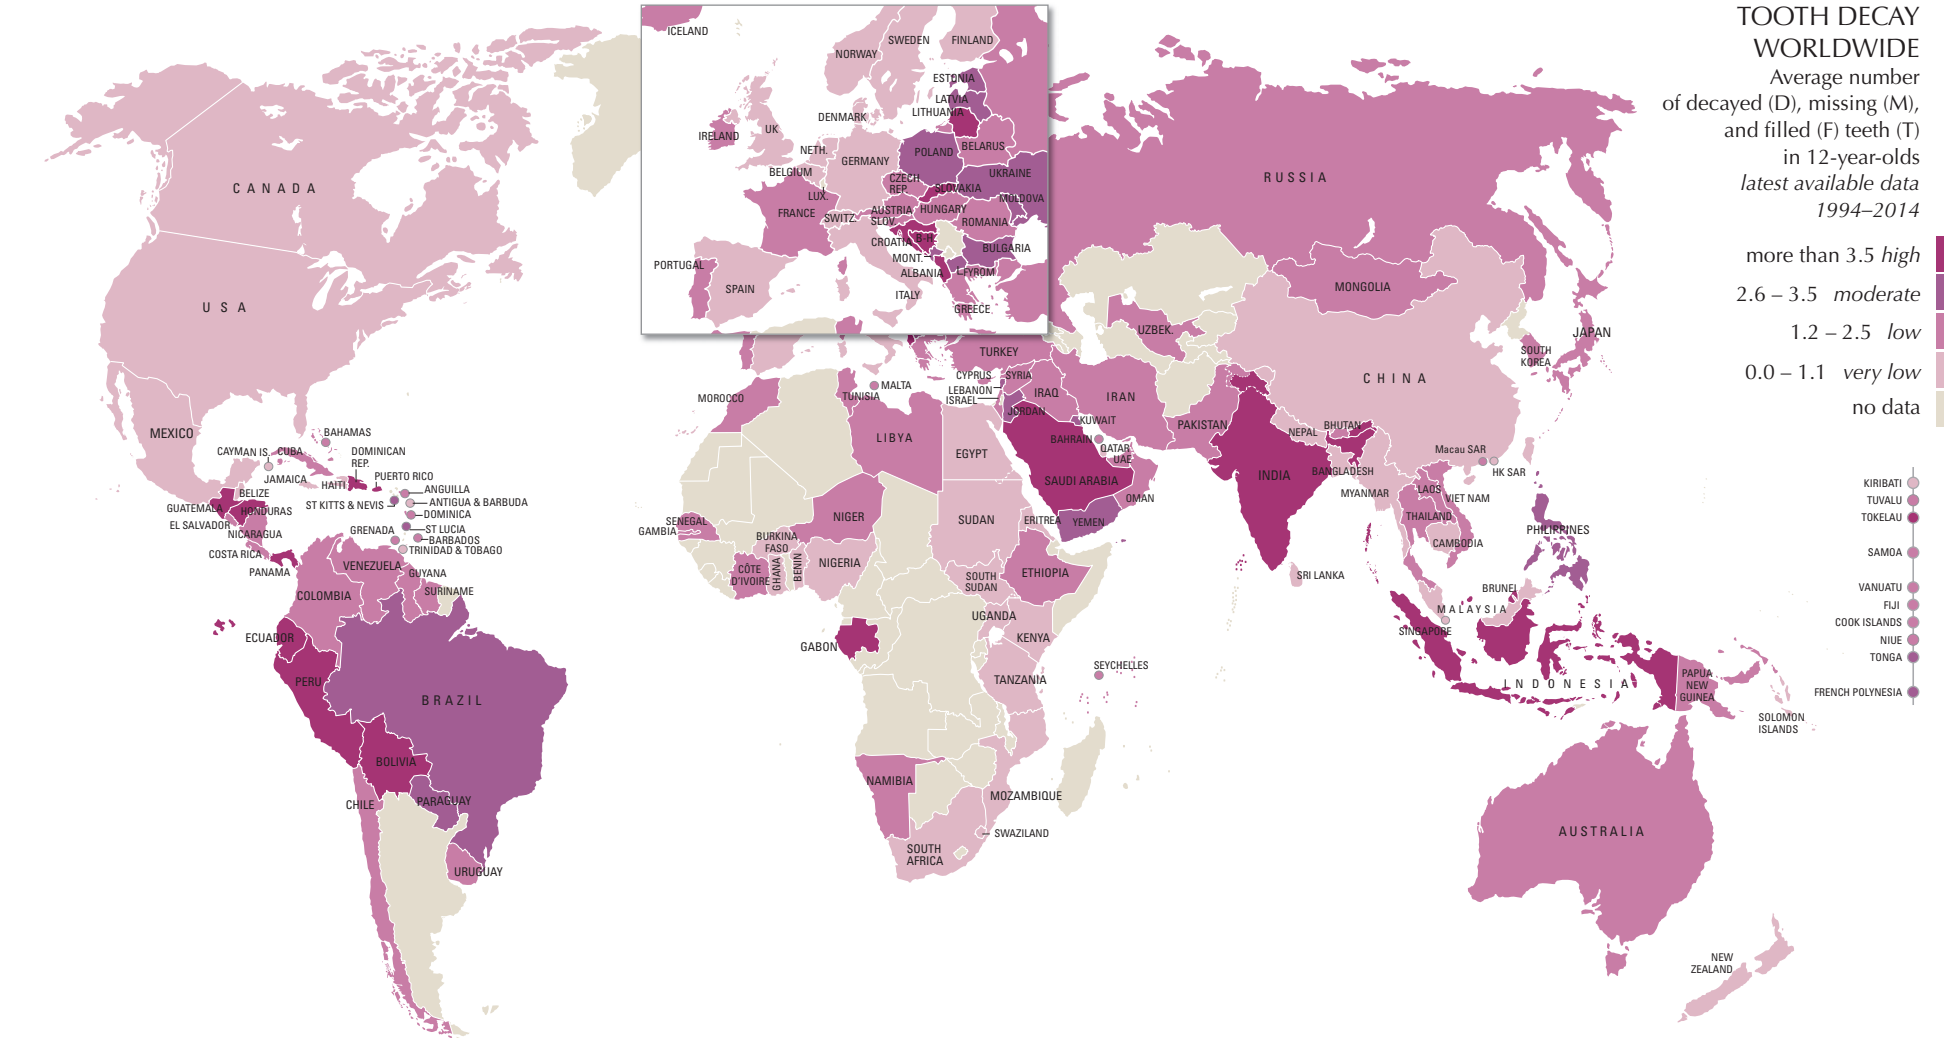 TOOTH DECAY
WORLDWIDE
Average number
of decayed (D), missing (M),
and filled (F) teeth (T)
in 12-year-olds
latest available data
1994–2014
more than 3.5 high
2.6 – 3.5 moderate
1.2 – 2.5 low
0.0 – 1.1 very low
no data
ICELAND
NORWAY
SWEDEN
FINLAND
ESTONIA
LATVIA
LITHUANIA
DENMARK
IRELAND
UK
NETH.
GERMANY
POLAND
BELARUS
BELGIUM
LUX.
CZECH
REP.
SLOVAKIA
UKRAINE
MOLDOVA
FRANCE
SWITZ.
AUSTRIA
SLOV.
HUNGARY
ROMANIA
CROATIA
B-H.
BULGARIA
MONT.
ALBANIA
FYROM
PORTUGAL
SPAIN
ITALY
GREECE
CANADA
USA
MEXICO
BAHAMAS
CAYMAN IS.
CUBA
DOMINICAN
REP.
PUERTO RICO
JAMAICA
HAITI
ANGUILLA
BELIZE
ST KITTS & NEVIS
ANTIGUA & BARBUDA
GUATEMALA
HONDURAS
DOMINICA
EL SALVADOR
NICARAGUA
GRENADA
ST LUCIA
BARBADOS
COSTA RICA
TRINIDAD & TOBAGO
PANAMA
VENEZUELA
GUYANA
SURINAME
COLOMBIA
ECUADOR
PERU
BRAZIL
BOLIVIA
CHILE
PARAGUAY
URUGUAY
RUSSIA
MONGOLIA
UZBEK.
JAPAN
SOUTH
KOREA
CHINA
TURKEY
CYPRUS
SYRIA
MALTA
LEBANON
ISRAEL
IRAQ
IRAN
MOROCCO
TUNISIA
JORDAN
KUWAIT
PAKISTAN
NEPAL
BHUTAN
LIBYA
EGYPT
BAHRAIN
QATAR
UAE
SAUDI ARABIA
OMAN
INDIA
BANGLADESH
MYANMAR
Macau SAR
HK SAR
LAOS
VIET NAM
THAILAND
CAMBODIA
PHILIPPINES
SENEGAL
GAMBIA
NIGER
SUDAN
ERITREA
YEMEN
BURKINA
FASO
CÔTE
D'IVOIRE
GHANA
BENIN
NIGERIA
SOUTH
SUDAN
ETHIOPIA
SRI LANKA
BRUNEI
MALAYSIA
SINGAPORE
UGANDA
KENYA
GABON
TANZANIA
SEYCHELLES
INDONESIA
PAPUA
NEW
GUINEA
SOLOMON
ISLANDS
NAMIBIA
MOZAMBIQUE
SWAZILAND
SOUTH
AFRICA
AUSTRALIA
NEW
ZEALAND
KIRIBATI
TUVALU
TOKELAU
SAMOA
VANUATU
FIJI
COOK ISLANDS
NIUE
TONGA
FRENCH POLYNESIA